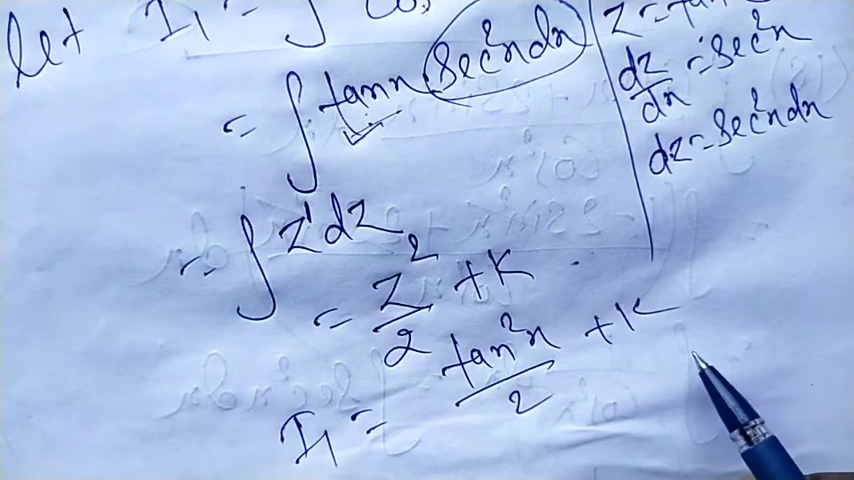 let I₁ = ∫
= ∫ tanx sec²x dx
= ∫ z¹ dz
= z²/2 + K
I₁ = tan²x/2 + K
z = tan
dz/dx = sec²x
dz = sec²x dx